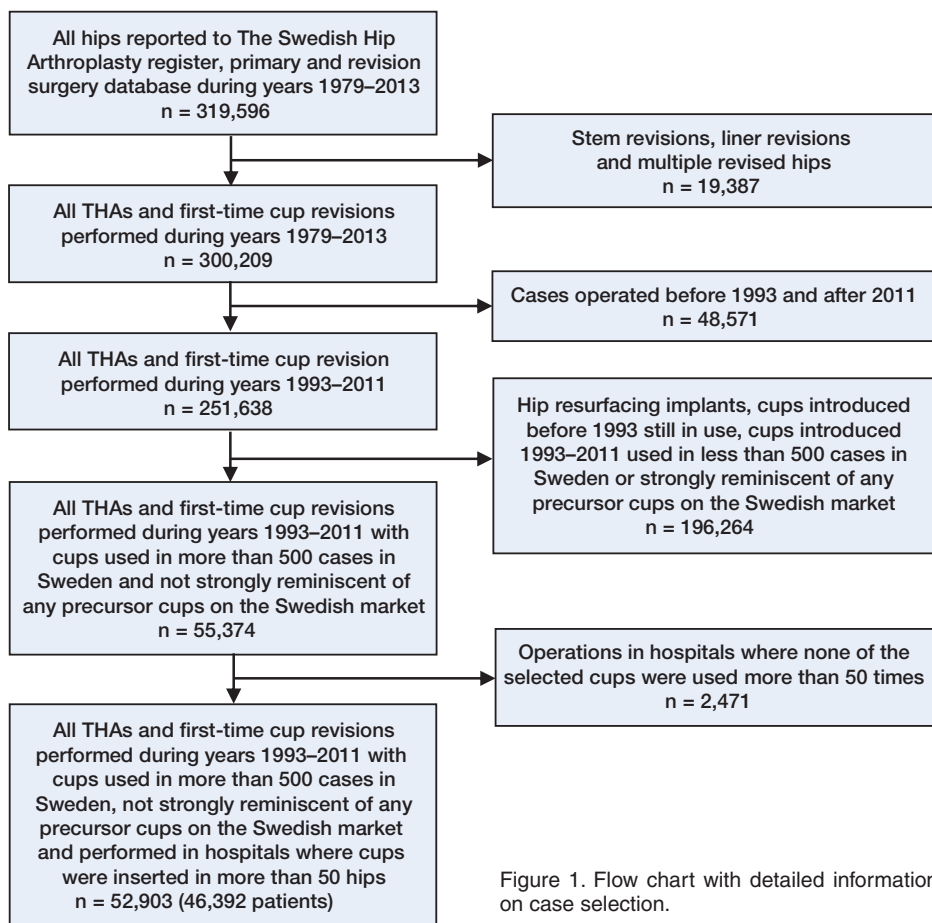 All hips reported to The Swedish Hip
Arthroplasty register, primary and revision
surgery database during years 1979–2013
n = 319,596
Stem revisions, liner revisions
and multiple revised hips
n = 19,387
All THAs and first-time cup revisions
performed during years 1979–2013
n = 300,209
Cases operated before 1993 and after 2011
n = 48,571
All THAs and first-time cup revision
performed during years 1993–2011
n = 251,638
Hip resurfacing implants, cups introduced
before 1993 still in use, cups introduced
1993–2011 used in less than 500 cases in
Sweden or strongly reminiscent of any
precursor cups on the Swedish market
n = 196,264
All THAs and first-time cup revisions
performed during years 1993–2011 with
cups used in more than 500 cases in
Sweden and not strongly reminiscent of
any precursor cups on the Swedish market
n = 55,374
Operations in hospitals where none of the
selected cups were used more than 50 times
n = 2,471
All THAs and first-time cup revisions
performed during years 1993–2011 with
cups used in more than 500 cases in
Sweden, not strongly reminiscent of any
precursor cups on the Swedish market
and performed in hospitals where cups
were inserted in more than 50 hips
n = 52,903 (46,392 patients)
Figure 1. Flow chart with detailed information
on case selection.